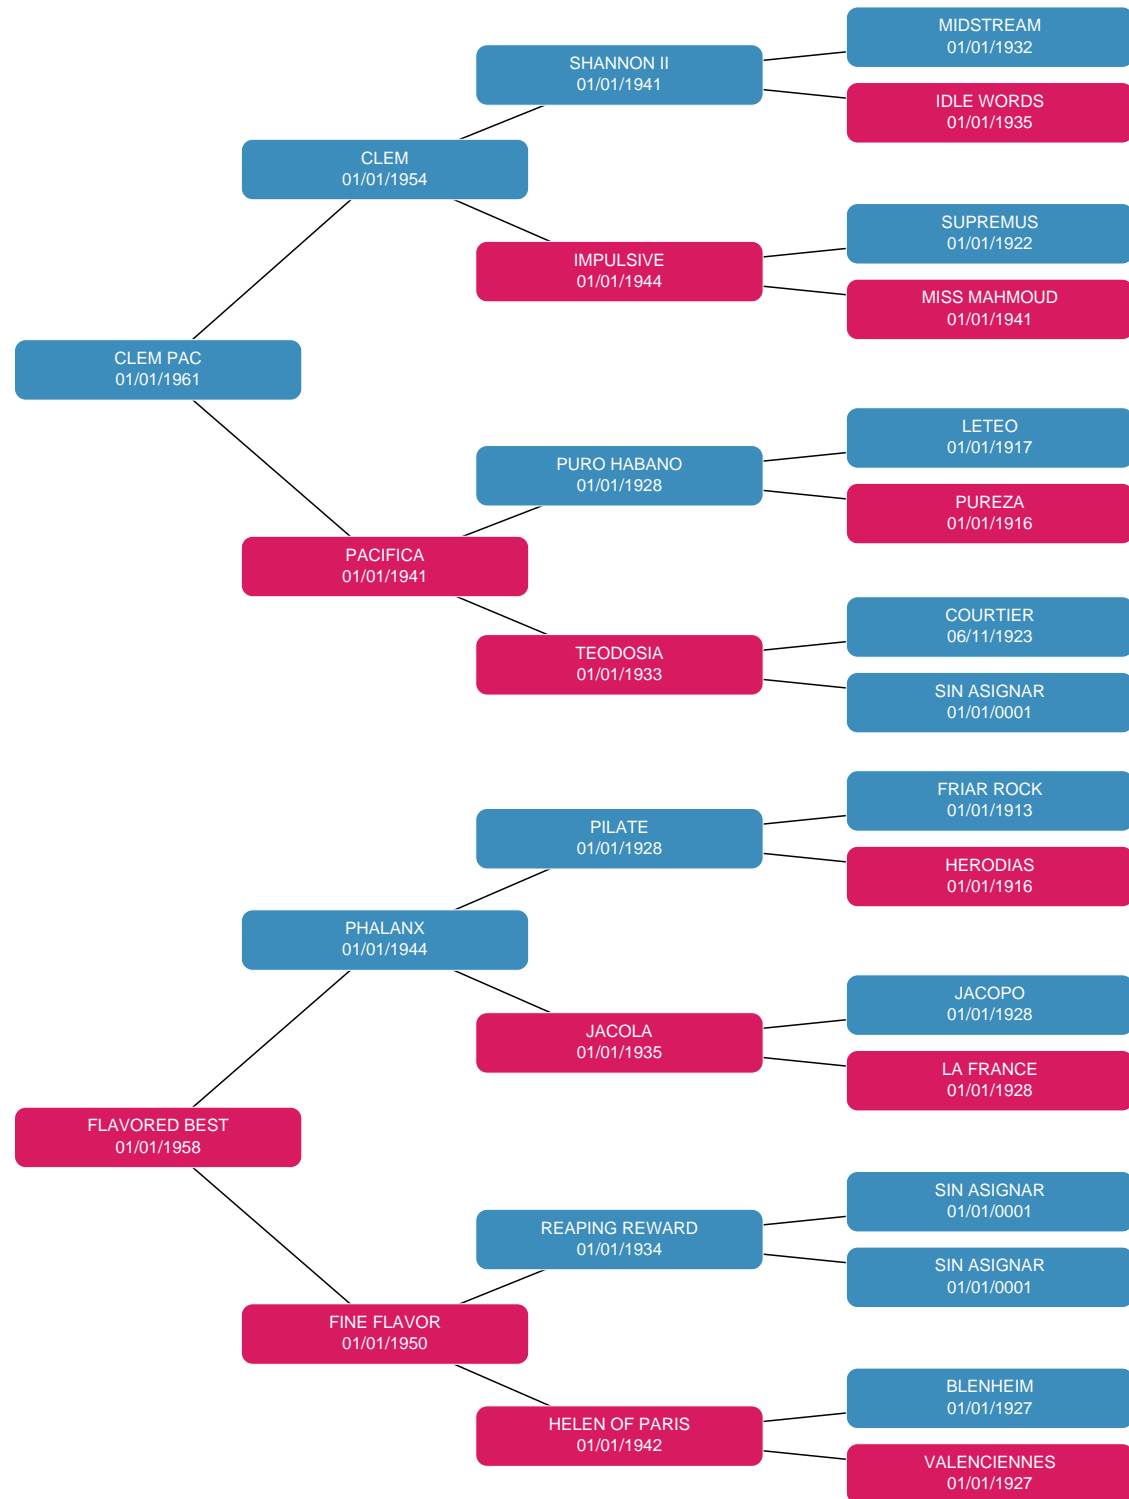 MIDSTREAM
01/01/1932
SHANNON II
01/01/1941
IDLE WORDS
01/01/1935
CLEM
01/01/1954
SUPREMUS
01/01/1922
IMPULSIVE
01/01/1944
MISS MAHMOUD
01/01/1941
CLEM PAC
01/01/1961
LETEO
01/01/1917
PURO HABANO
01/01/1928
PUREZA
01/01/1916
PACIFICA
01/01/1941
COURTIER
06/11/1923
TEODOSIA
01/01/1933
SIN ASIGNAR
01/01/0001
FRIAR ROCK
01/01/1913
PILATE
01/01/1928
HERODIAS
01/01/1916
PHALANX
01/01/1944
JACOPO
01/01/1928
JACOLA
01/01/1935
LA FRANCE
01/01/1928
FLAVORED BEST
01/01/1958
SIN ASIGNAR
01/01/0001
REAPING REWARD
01/01/1934
SIN ASIGNAR
01/01/0001
FINE FLAVOR
01/01/1950
BLENHEIM
01/01/1927
HELEN OF PARIS
01/01/1942
VALENCIENNES
01/01/1927